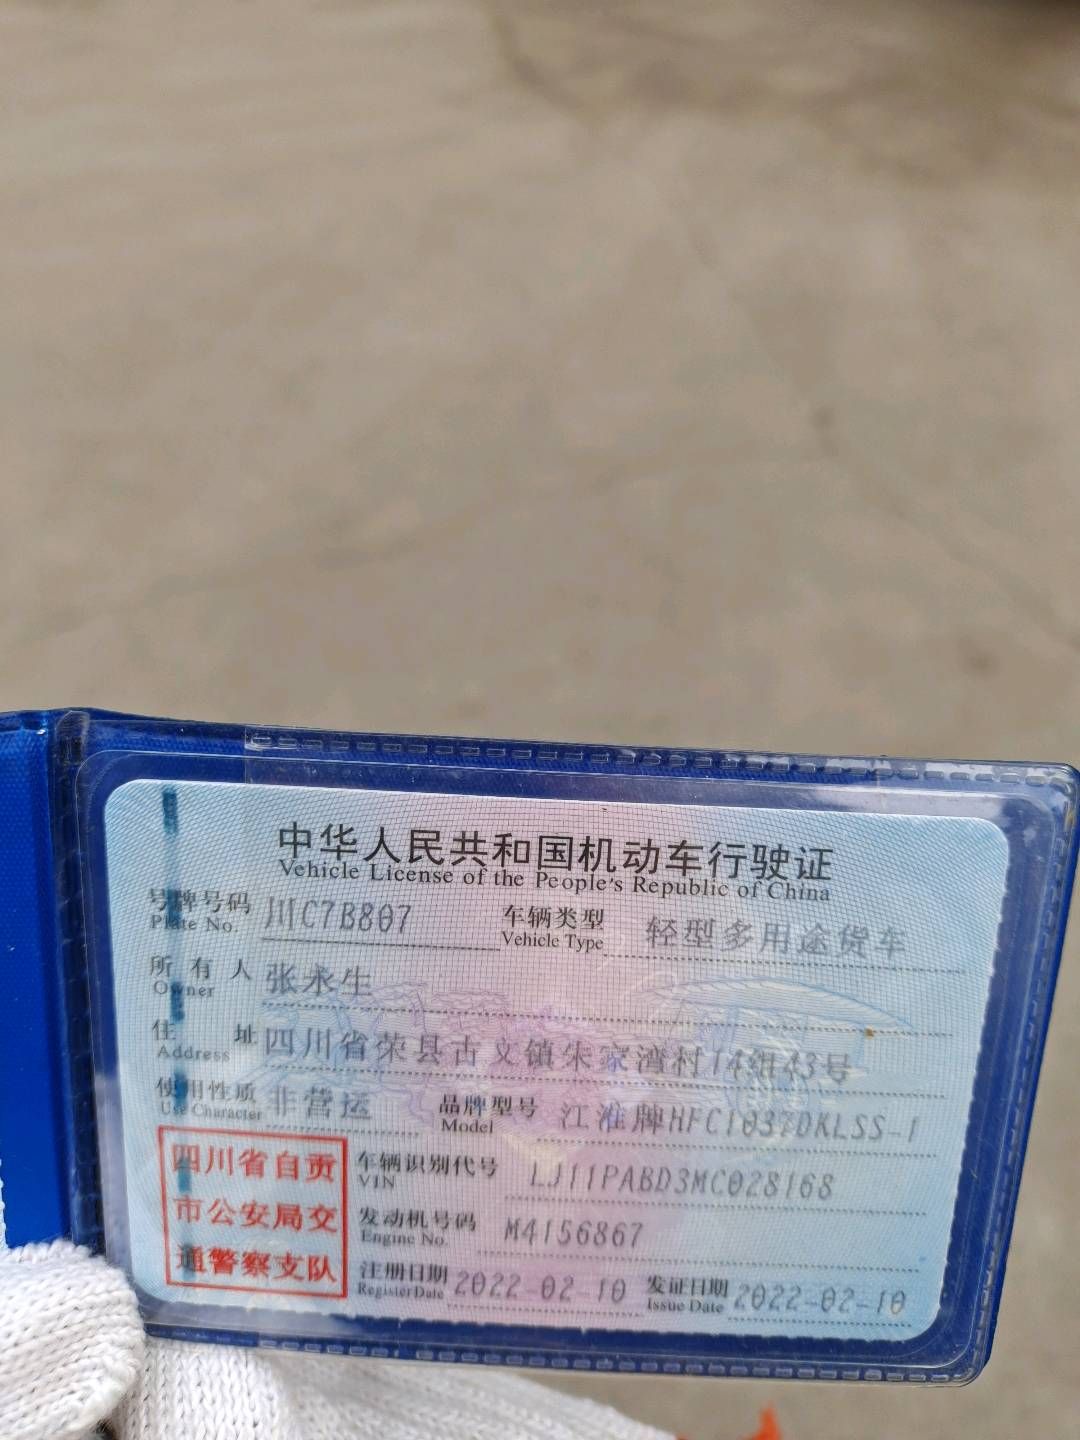 中华人民共和国机动车行驶证
Vehicle License of the People's Republic of China
号牌号码 川C7B807 车辆类型 轻型多用途货车
Plate No. Vehicle Type
所有人 张永生
Owner
住址 四川省荣县古文镇朱家湾村14组43号
Address
使用性质 非营运 品牌型号 江淮牌HFC1037DKLSS-1
Use Character Model
四川省自贡
市公安局交
通警察支队
车辆识别代号 LJ11PABD3MC028168
VIN
发动机号码 M4156867
Engine No.
注册日期 2022-02-10 发证日期 2022-02-10
Register Date Issue Date